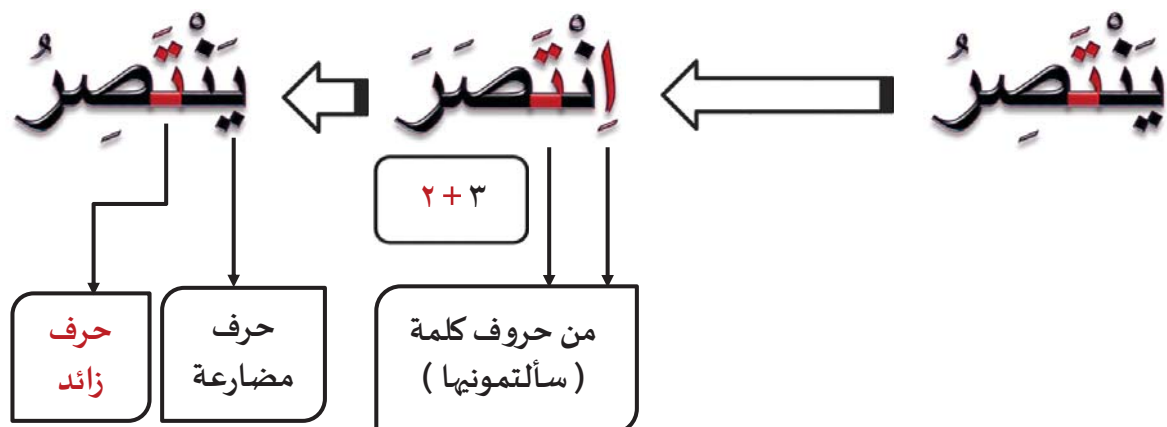 يَنْتَصِرُ
اِنْتَصَرَ
يَنْتَصِرُ
٣ + ٢
من حروف كلمة
( سألتمونيها )
حرف
مضارعة
حرف
زائد